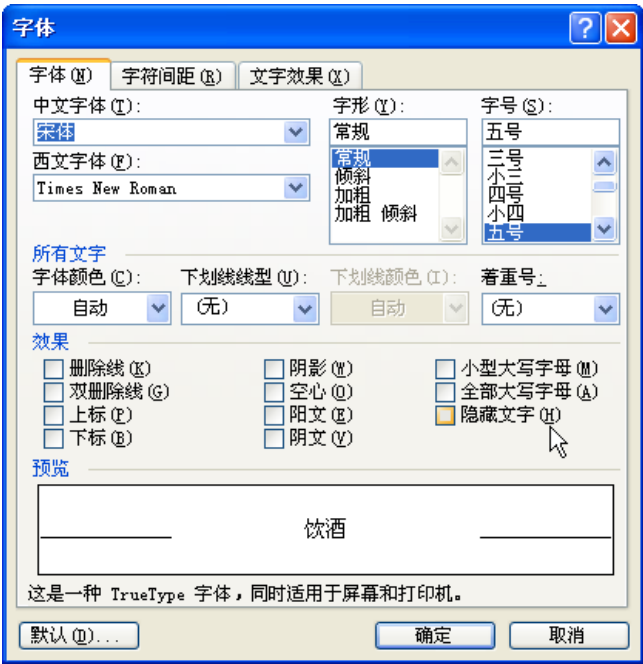 字体
字体(N) 字符间距(R) 文字效果(X)
中文字体(T): 字形(Y): 字号(S):
宋体 常规 五号
西文字体(F): 常规 三号
Times New Roman 倾斜 小三
加粗 四号
加粗 倾斜 小四
五号
所有文字
字体颜色(C): 下划线线型(U): 下划线颜色(I): 着重号:
自动 (无) 自动 (无)
效果
删除线(K) 阴影(W) 小型大写字母(M)
双删除线(G) 空心(O) 全部大写字母(A)
上标(P) 阳文(E) 隐藏文字(H)
下标(B) 阴文(V)
预览
饮酒
这是一种 TrueType 字体，同时适用于屏幕和打印机。
默认(D)... 确定 取消